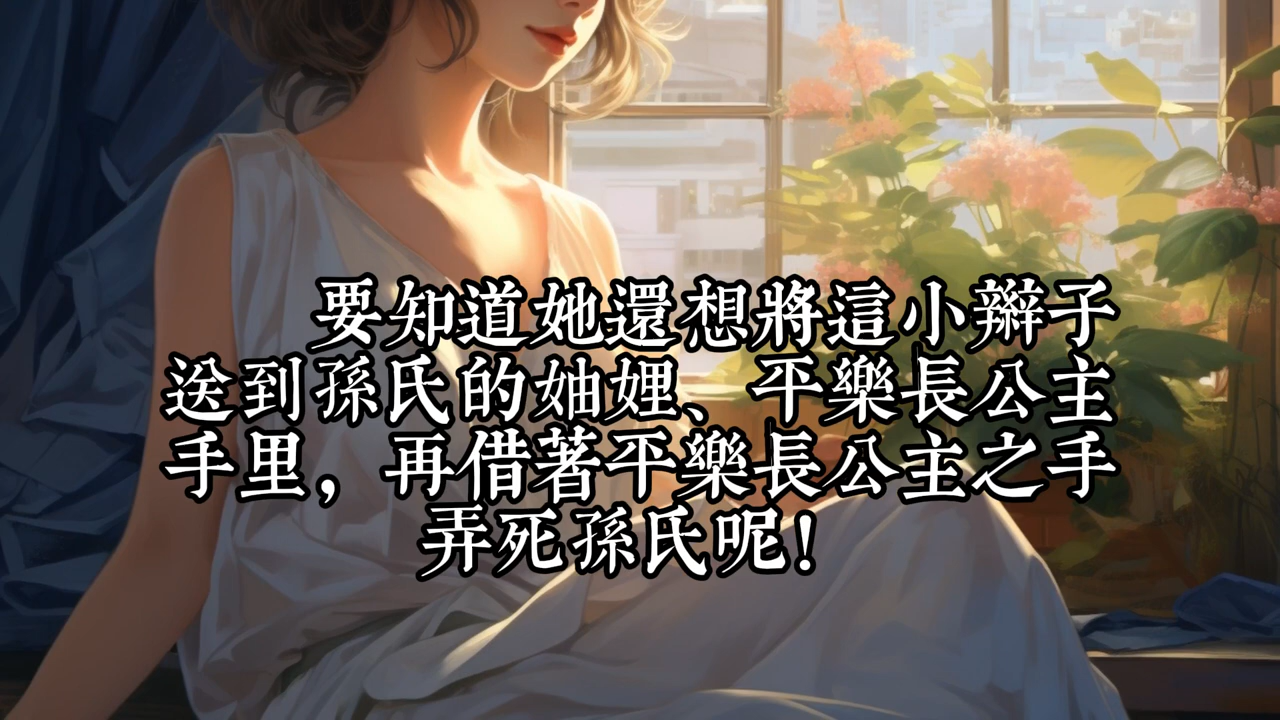 要知道她還想將這小辮子
送到孫氏的妯娌、平樂長公主
手里，再借著平樂長公主之手
弄死孫氏呢！